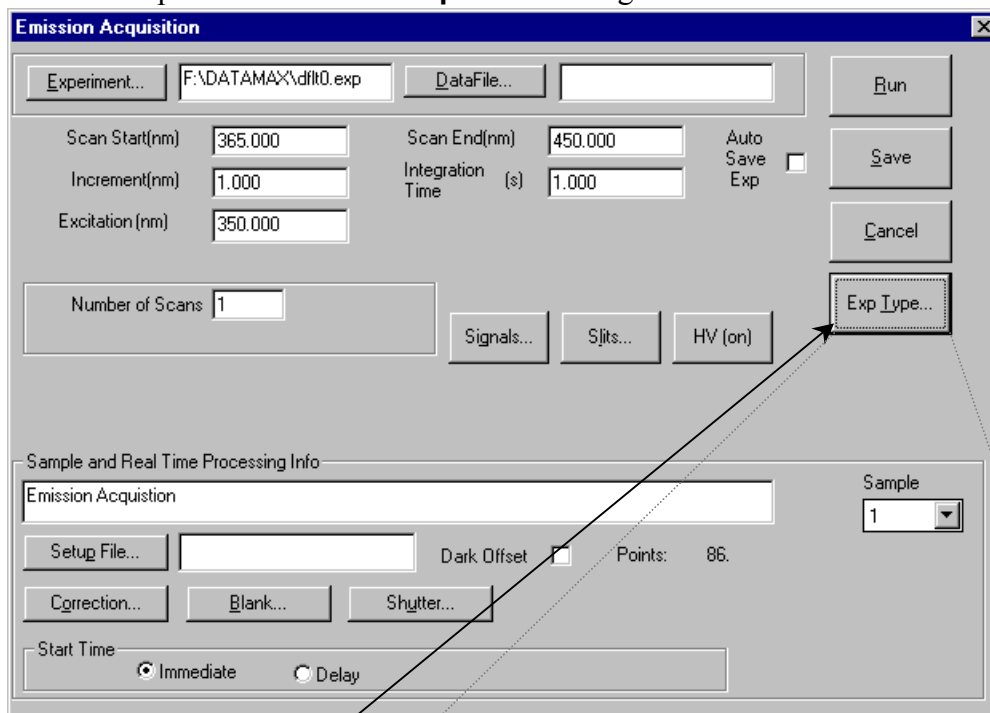 Emission Acquisition
Experiment... F:\DATAMAX\dflt0.exp DataFile... Run
Scan Start(nm) 365.000 Scan End(nm) 450.000 Auto Save Exp Save
Increment(nm) 1.000 Integration Time (s) 1.000
Excitation (nm) 350.000 Cancel
Number of Scans 1 Exp Type...
Signals... Slits... HV (on)
Sample and Real Time Processing Info
Emission Acquistion Sample
1
Setup File... Dark Offset Points: 86.
Correction... Blank... Shutter...
Start Time
Immediate Delay